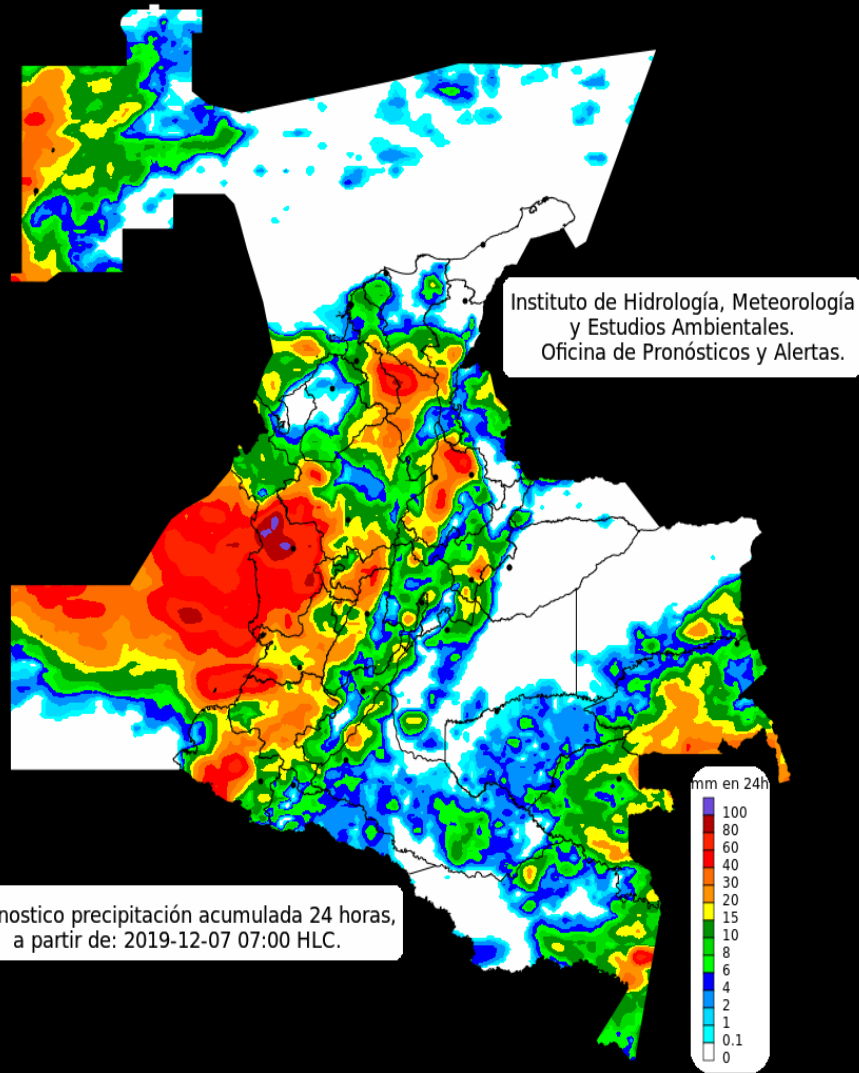 Instituto de Hidrología, Meteorología
y Estudios Ambientales.
Oficina de Pronósticos y Alertas.
mm en 24h
100
80
60
40
30
20
15
10
8
6
4
2
1
0.1
0
nostico precipitación acumulada 24 horas,
a partir de: 2019-12-07 07:00 HLC.